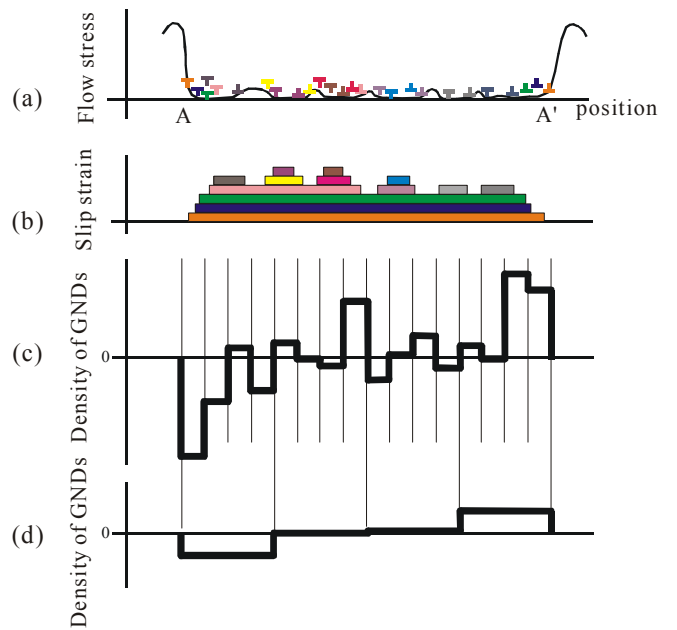 (a)
Flow stress
A
A'
position
(b)
Slip strain
(c)
Density of GNDs
0
(d)
Density of GNDs
0